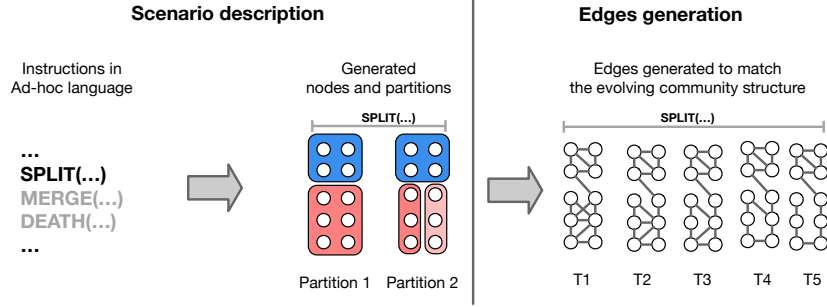 Scenario description
Edges generation
Instructions in
Ad-hoc language
Generated
nodes and partitions
Edges generated to match
the evolving community structure
SPLIT(...)
SPLIT(...)
...
SPLIT(...)
MERGE(...)
DEATH(...)
...
Partition 1
Partition 2
T1
T2
T3
T4
T5